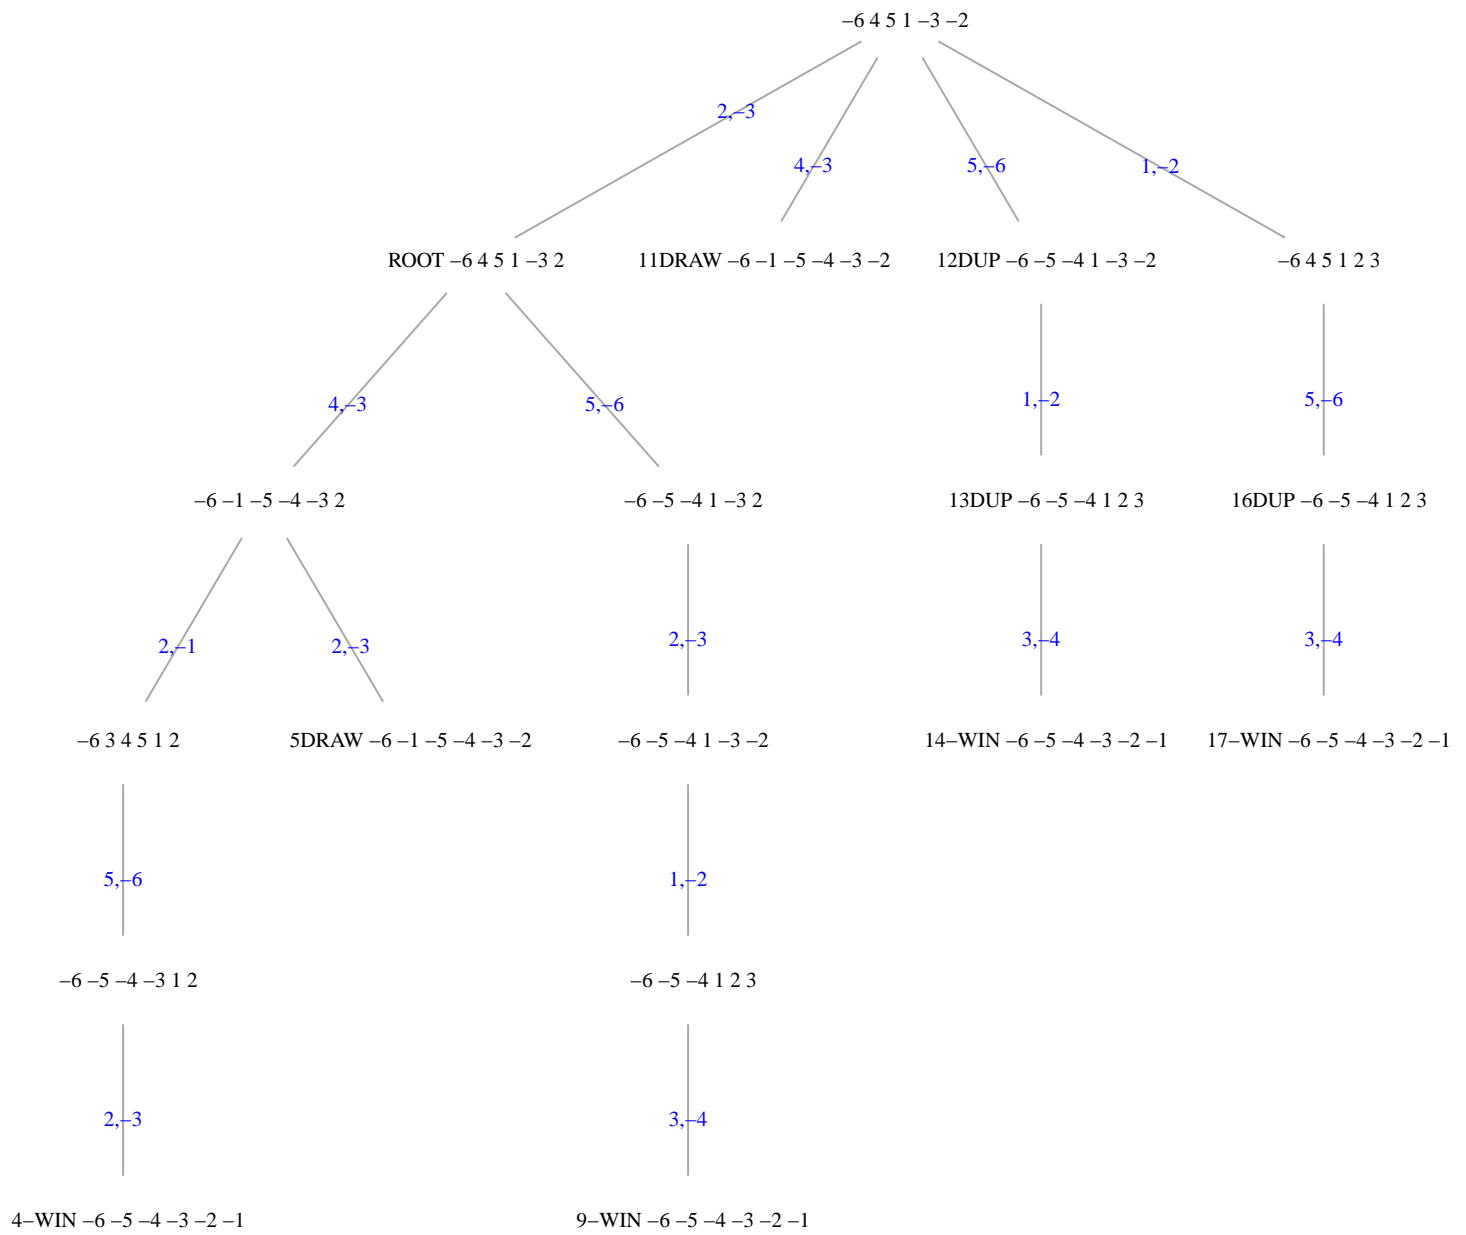 −6 4 5 1 −3 −2
2,−3
4,−3
5,−6
1,−2
ROOT −6 4 5 1 −3 2
11DRAW −6 −1 −5 −4 −3 −2
12DUP −6 −5 −4 1 −3 −2
−6 4 5 1 2 3
4,−3
5,−6
1,−2
5,−6
−6 −1 −5 −4 −3 2
−6 −5 −4 1 −3 2
13DUP −6 −5 −4 1 2 3
16DUP −6 −5 −4 1 2 3
2,−1
2,−3
2,−3
3,−4
3,−4
−6 3 4 5 1 2
5DRAW −6 −1 −5 −4 −3 −2
−6 −5 −4 1 −3 −2
14−WIN −6 −5 −4 −3 −2 −1
17−WIN −6 −5 −4 −3 −2 −1
5,−6
1,−2
−6 −5 −4 −3 1 2
−6 −5 −4 1 2 3
2,−3
3,−4
4−WIN −6 −5 −4 −3 −2 −1
9−WIN −6 −5 −4 −3 −2 −1